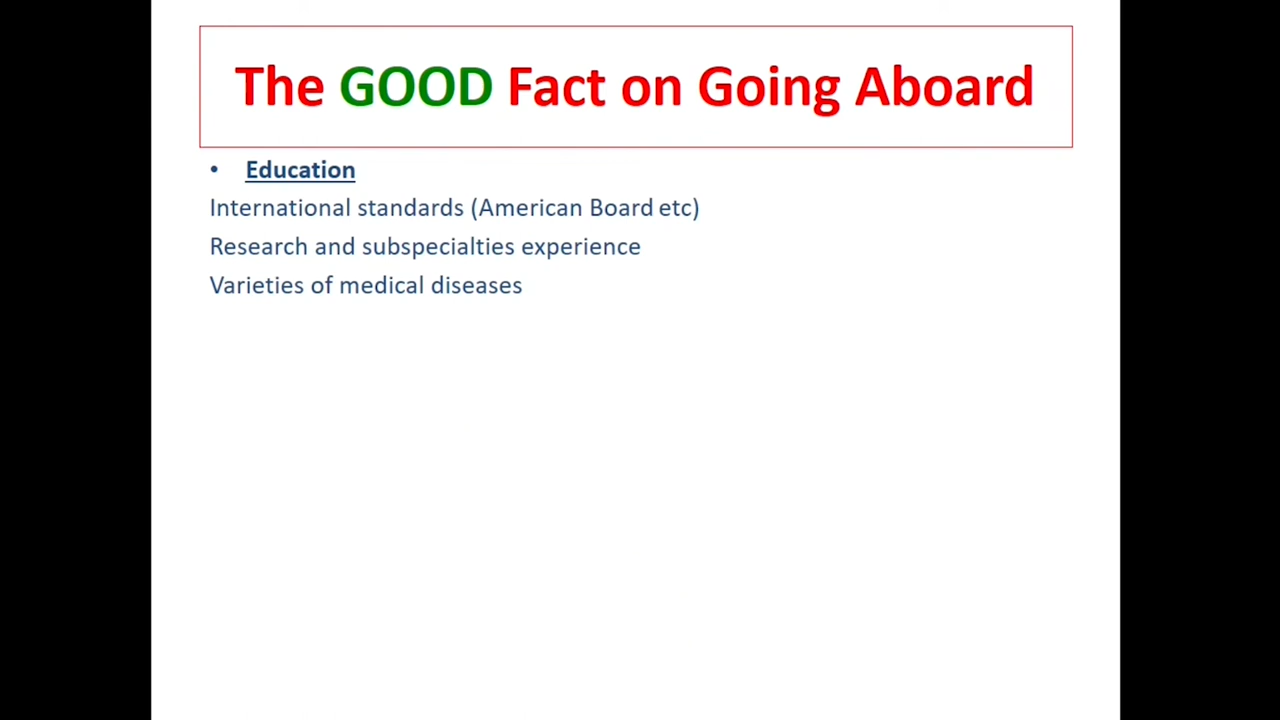 The GOOD Fact on Going Aboard
• Education
International standards (American Board etc)
Research and subspecialties experience
Varieties of medical diseases